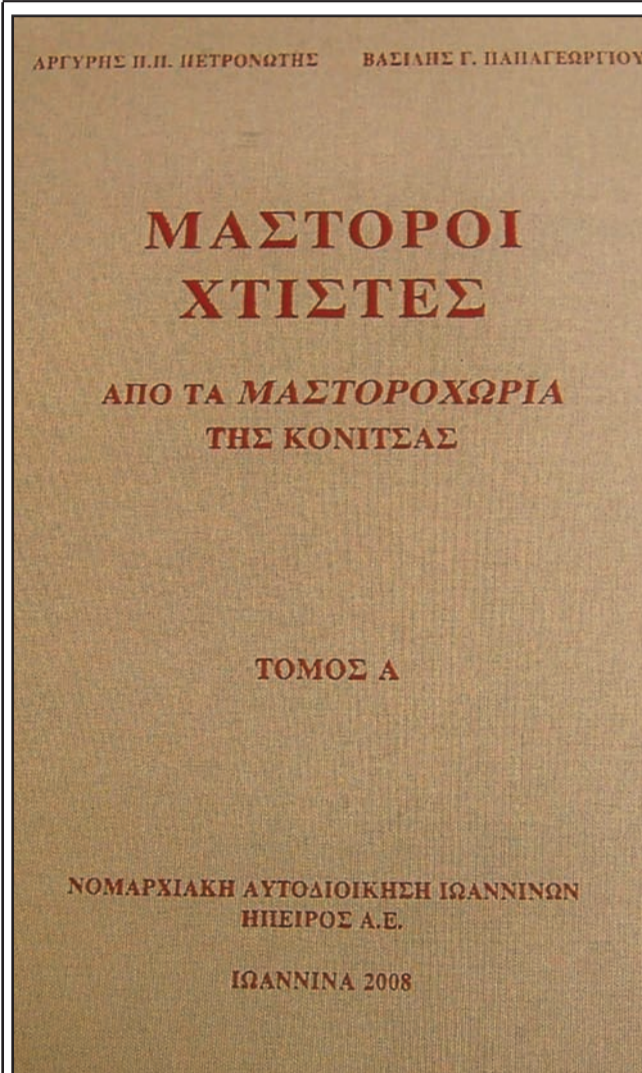 ΑΡΓΥΡΗΣ Π.Π. ΠΕΤΡΟΝΩΤΗΣ ΒΑΣΙΛΗΣ Γ. ΠΑΠΑΓΕΩΡΓΙΟΥ
ΜΑΣΤΟΡΟΙ
ΧΤΙΣΤΕΣ
ΑΠΟ ΤΑ ΜΑΣΤΟΡΟΧΩΡΙΑ
ΤΗΣ ΚΟΝΙΤΣΑΣ
ΤΟΜΟΣ Α
ΝΟΜΑΡΧΙΑΚΗ ΑΥΤΟΔΙΟΙΚΗΣΗ ΙΩΑΝΝΙΝΩΝ
ΗΠΕΙΡΟΣ Α.Ε.
ΙΩΑΝΝΙΝΑ 2008